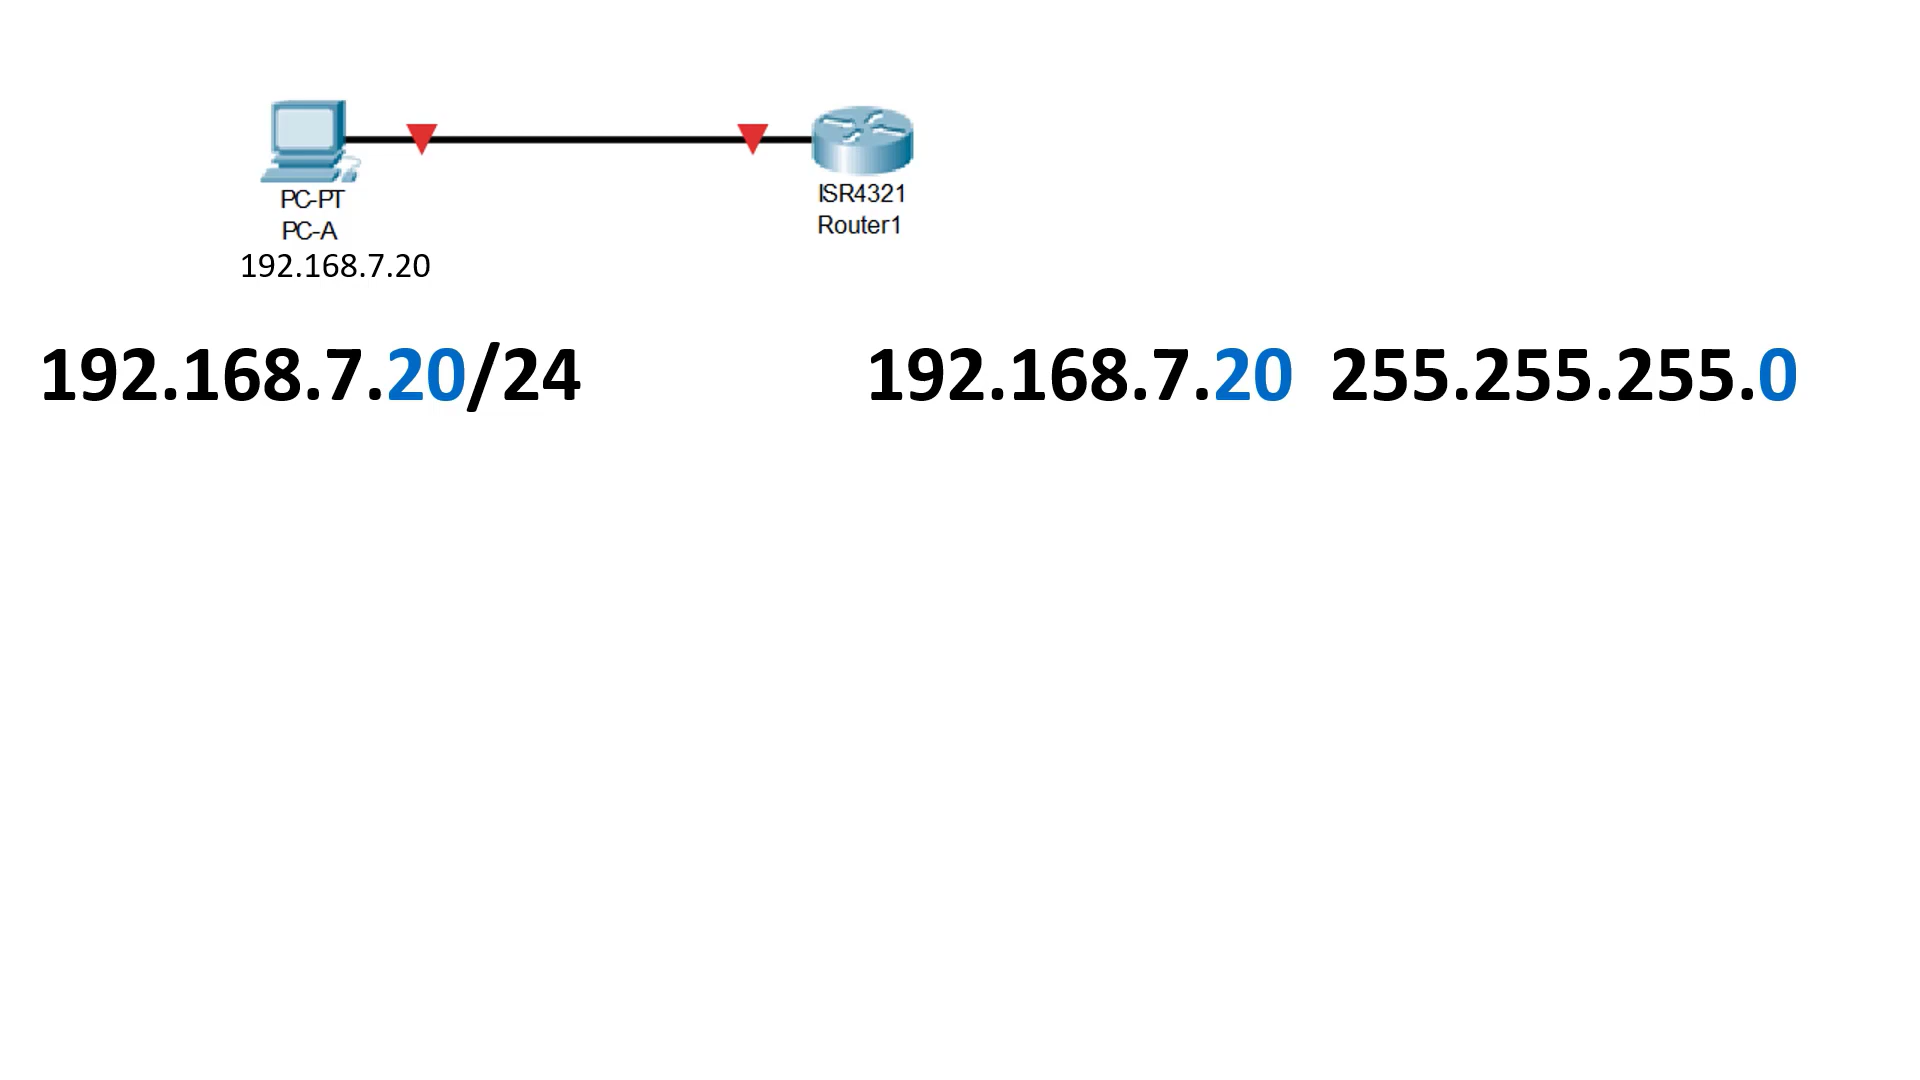 PC-PT
PC-A
192.168.7.20
ISR4321
Router1
192.168.7.20/24
192.168.7.20 255.255.255.0